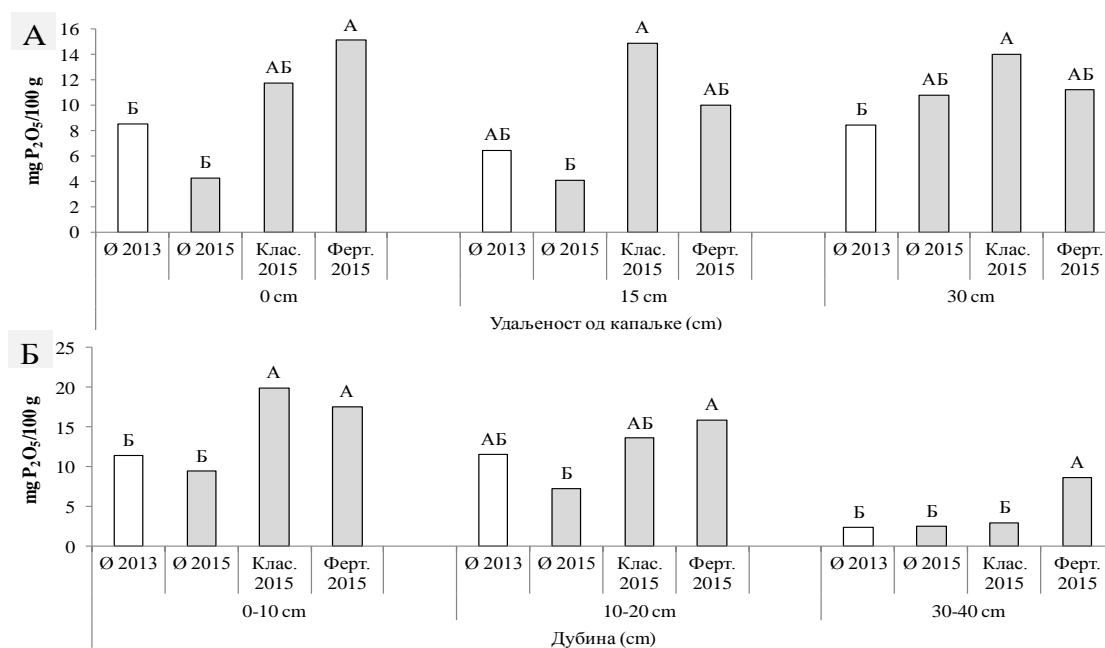 А
mg P₂O₅/100 g
16
14
12
10
8
6
4
2
0
Б
Б
АБ
А
АБ
Б
А
АБ
Б
АБ
А
АБ
Ø 2013
Ø 2015
Клас.
2015
Ферт.
2015
Ø 2013
Ø 2015
Клас.
2015
Ферт.
2015
Ø 2013
Ø 2015
Клас.
2015
Ферт.
2015
0 cm
15 cm
30 cm
Удаљеност од капаљке (cm)
Б
mg P₂O₅/100 g
25
20
15
10
5
0
Б
Б
А
А
АБ
Б
АБ
А
Б
Б
Б
А
Ø 2013
Ø 2015
Клас.
2015
Ферт.
2015
Ø 2013
Ø 2015
Клас.
2015
Ферт.
2015
Ø 2013
Ø 2015
Клас.
2015
Ферт.
2015
0-10 cm
10-20 cm
30-40 cm
Дубина (cm)